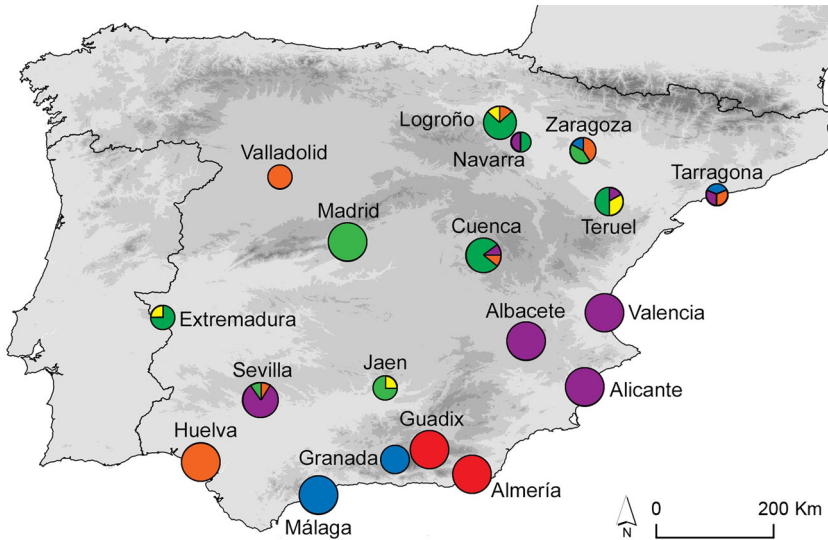 Logroño
Zaragoza
Navarra
Valladolid
Tarragona
Madrid
Cuenca
Teruel
Albacete
Valencia
Extremadura
Sevilla
Jaen
Alicante
Huelva
Guadix
Granada
Almería
Málaga
N
0 200 Km